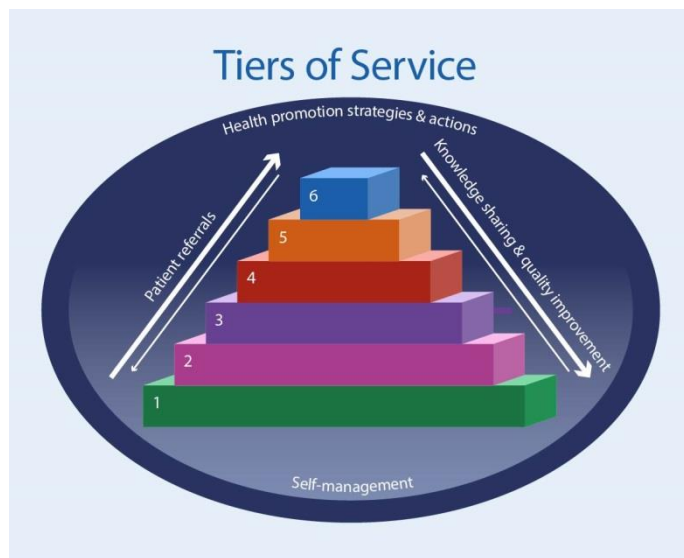 Tiers of Service
Health promotion strategies & actions
Patient referrals
Knowledge sharing & quality improvement
6
5
4
3
2
1
Self-management